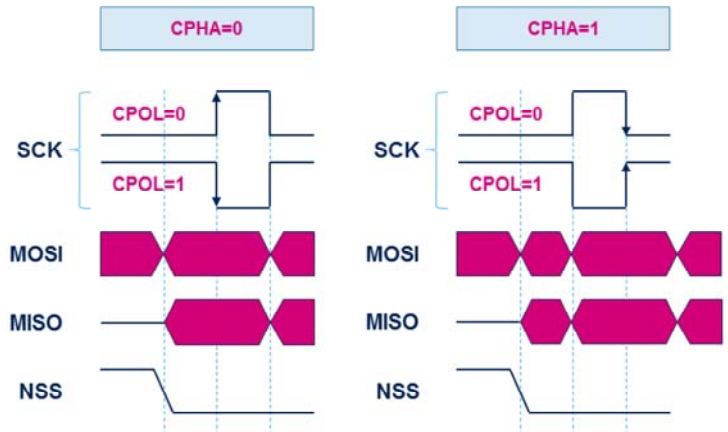 CPHA=0
CPHA=1
CPOL=0
CPOL=0
SCK
SCK
CPOL=1
CPOL=1
MOSI
MOSI
MISO
MISO
NSS
NSS